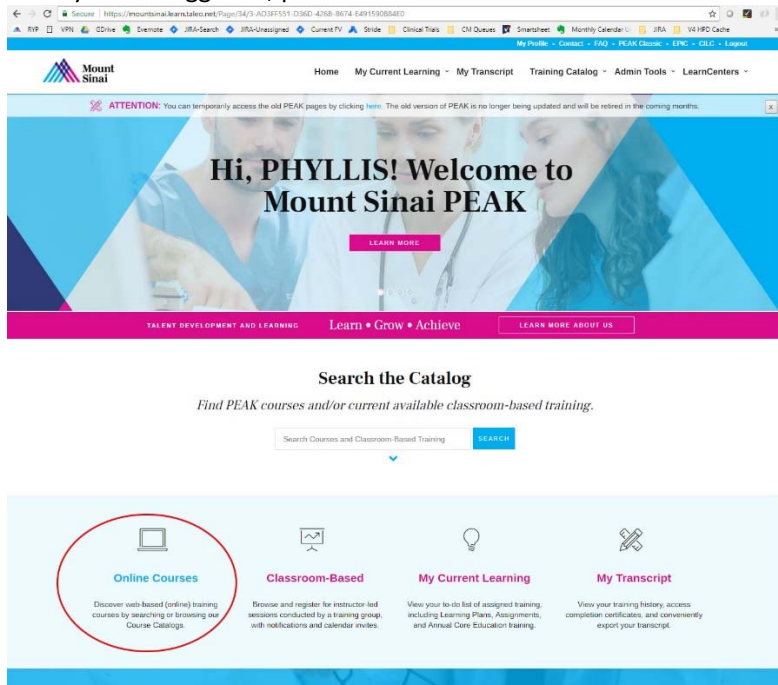 Secure https://mountsinai.learn.taleo.net/Page/34/3-AD3FF551-D36D-4268-8674-E491590B84E0
RYP VPN GDrive Evernote JIRA-Search JIRA-Unassigned Current FV Stride Clinical Trials CM Queues Smartsheet Monthly Calendar JIRA V4 HPD Cache
My Profile • Contact • FAQ • PEAK Classic • EPIC • CILC • Logout
Mount
Sinai
Home My Current Learning My Transcript Training Catalog Admin Tools LearnCenters
ATTENTION: You can temporarily access the old PEAK pages by clicking here. The old version of PEAK is no longer being updated and will be retired in the coming months.
x
Hi, PHYLLIS! Welcome to
Mount Sinai PEAK
LEARN MORE
TALENT DEVELOPMENT AND LEARNING Learn • Grow • Achieve LEARN MORE ABOUT US
Search the Catalog
Find PEAK courses and/or current available classroom-based training.
Search Courses and Classroom-Based Training SEARCH
Online Courses
Discover web-based (online) training
courses by searching or browsing our
Course Catalogs.
Classroom-Based
Browse and register for instructor-led
sessions conducted by a training group,
with notifications and calendar invites.
My Current Learning
View your to-do list of assigned training,
including Learning Plans, Assignments,
and Annual Core Education training.
My Transcript
View your training history, access
completion certificates, and conveniently
export your transcript.